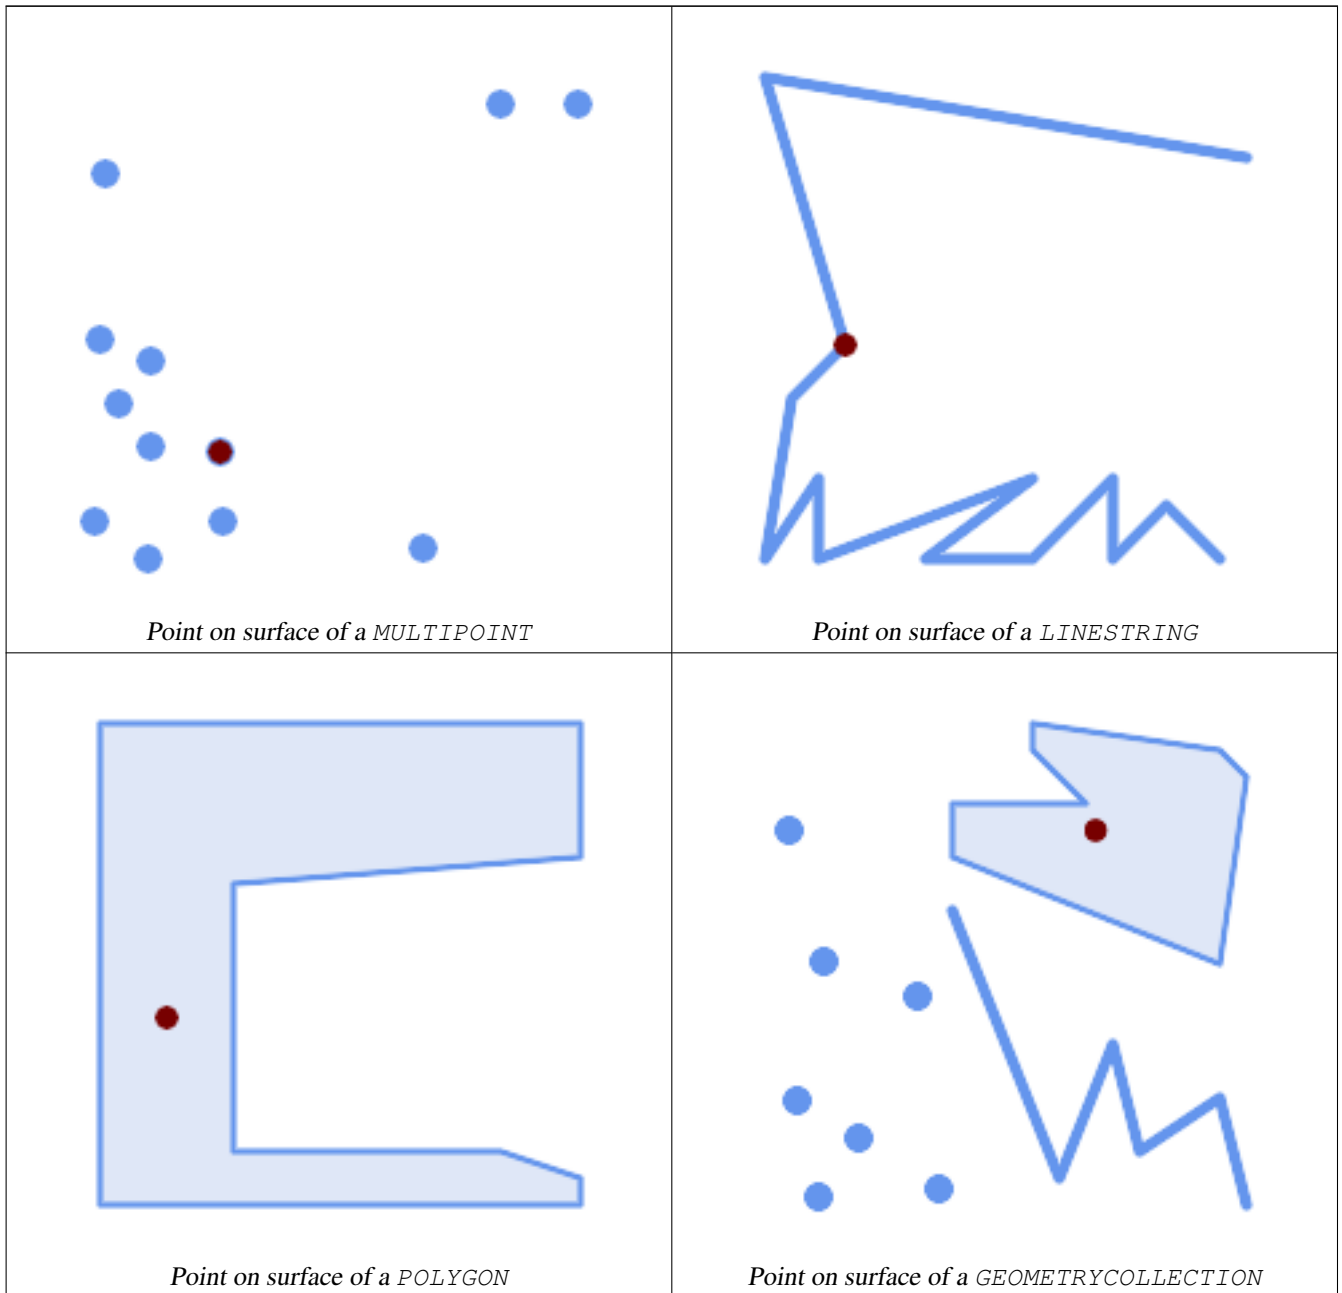 Point on surface of a MULTIPOINT
Point on surface of a LINESTRING
Point on surface of a POLYGON
Point on surface of a GEOMETRYCOLLECTION